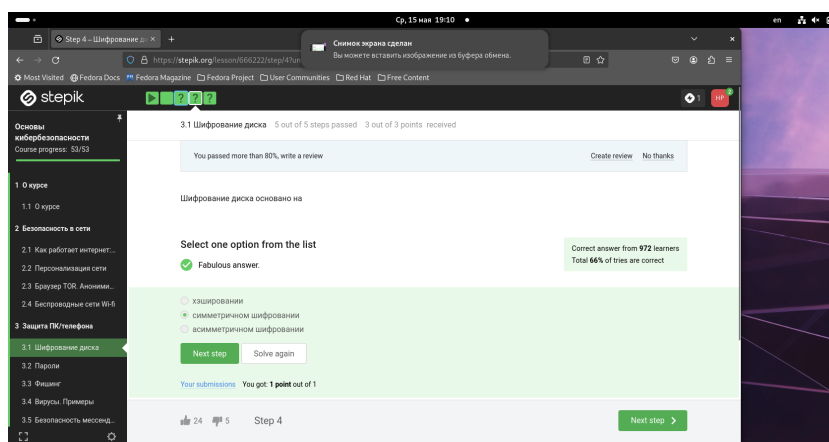 Ср, 15 мая 19:10
en
Step 4 – Шифрование ди
Снимок экрана сделан
Вы можете вставить изображение из буфера обмена.
https://stepik.org/lesson/666222/step/4?un
Most Visited Fedora Docs Fedora Magazine Fedora Project User Communities Red Hat Free Content
stepik
1 HP
Основы
кибербезопасности
Course progress: 53/53
3.1 Шифрование диска 5 out of 5 steps passed 3 out of 3 points received
You passed more than 80%, write a review Create review No thanks
1 О курсе
1.1 О курсе
2 Безопасность в сети
2.1 Как работает интернет:...
2.2 Персонализация сети
2.3 Браузер TOR. Аноними...
2.4 Беспроводные сети Wi-fi
3 Защита ПК/телефона
3.1 Шифрование диска
3.2 Пароли
3.3 Фишинг
3.4 Вирусы. Примеры
3.5 Безопасность мессенд...
Шифрование диска основано на
Select one option from the list
Fabulous answer.
Correct answer from 972 learners
Total 66% of tries are correct
хэшировании
симметричном шифровании
асимметричном шифровании
Next step Solve again
Your submissions You got: 1 point out of 1
24 5 Step 4 Next step